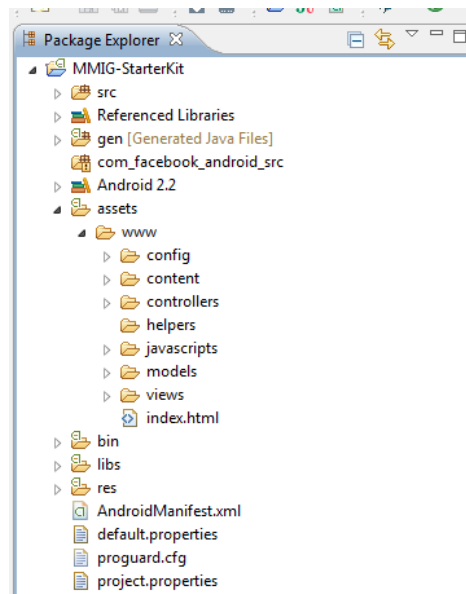 Package Explorer
MMIG-StarterKit
src
Referenced Libraries
gen [Generated Java Files]
com_facebook_android_src
Android 2.2
assets
www
config
content
controllers
helpers
javascripts
models
views
index.html
bin
libs
res
AndroidManifest.xml
default.properties
proguard.cfg
project.properties